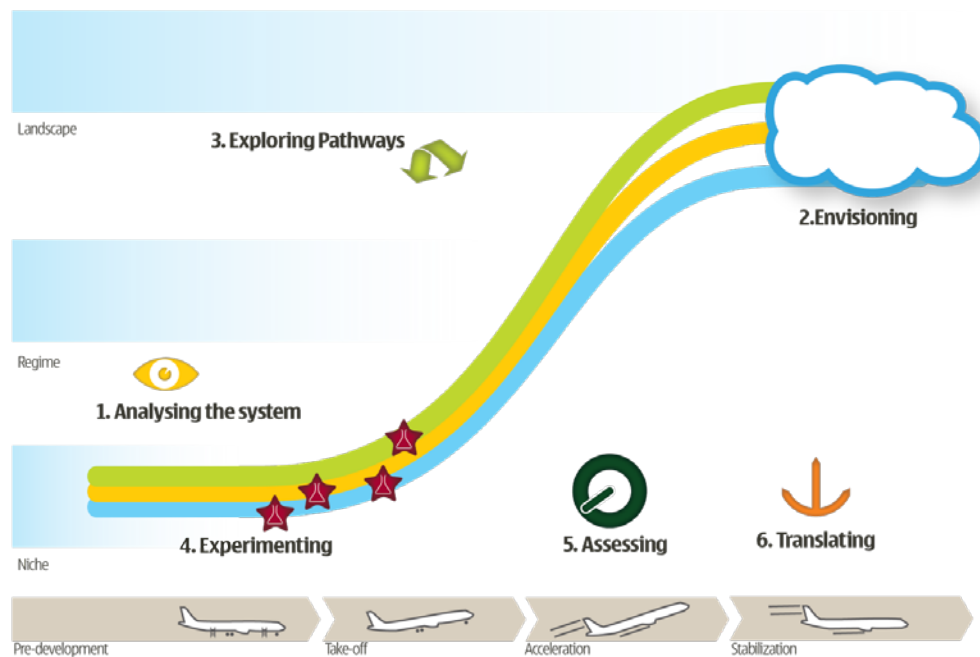 Landscape
3. Exploring Pathways
2.Envisioning
Regime
1. Analysing the system
4. Experimenting
5. Assessing
6. Translating
Niche
Pre-development
Take-off
Acceleration
Stabilization